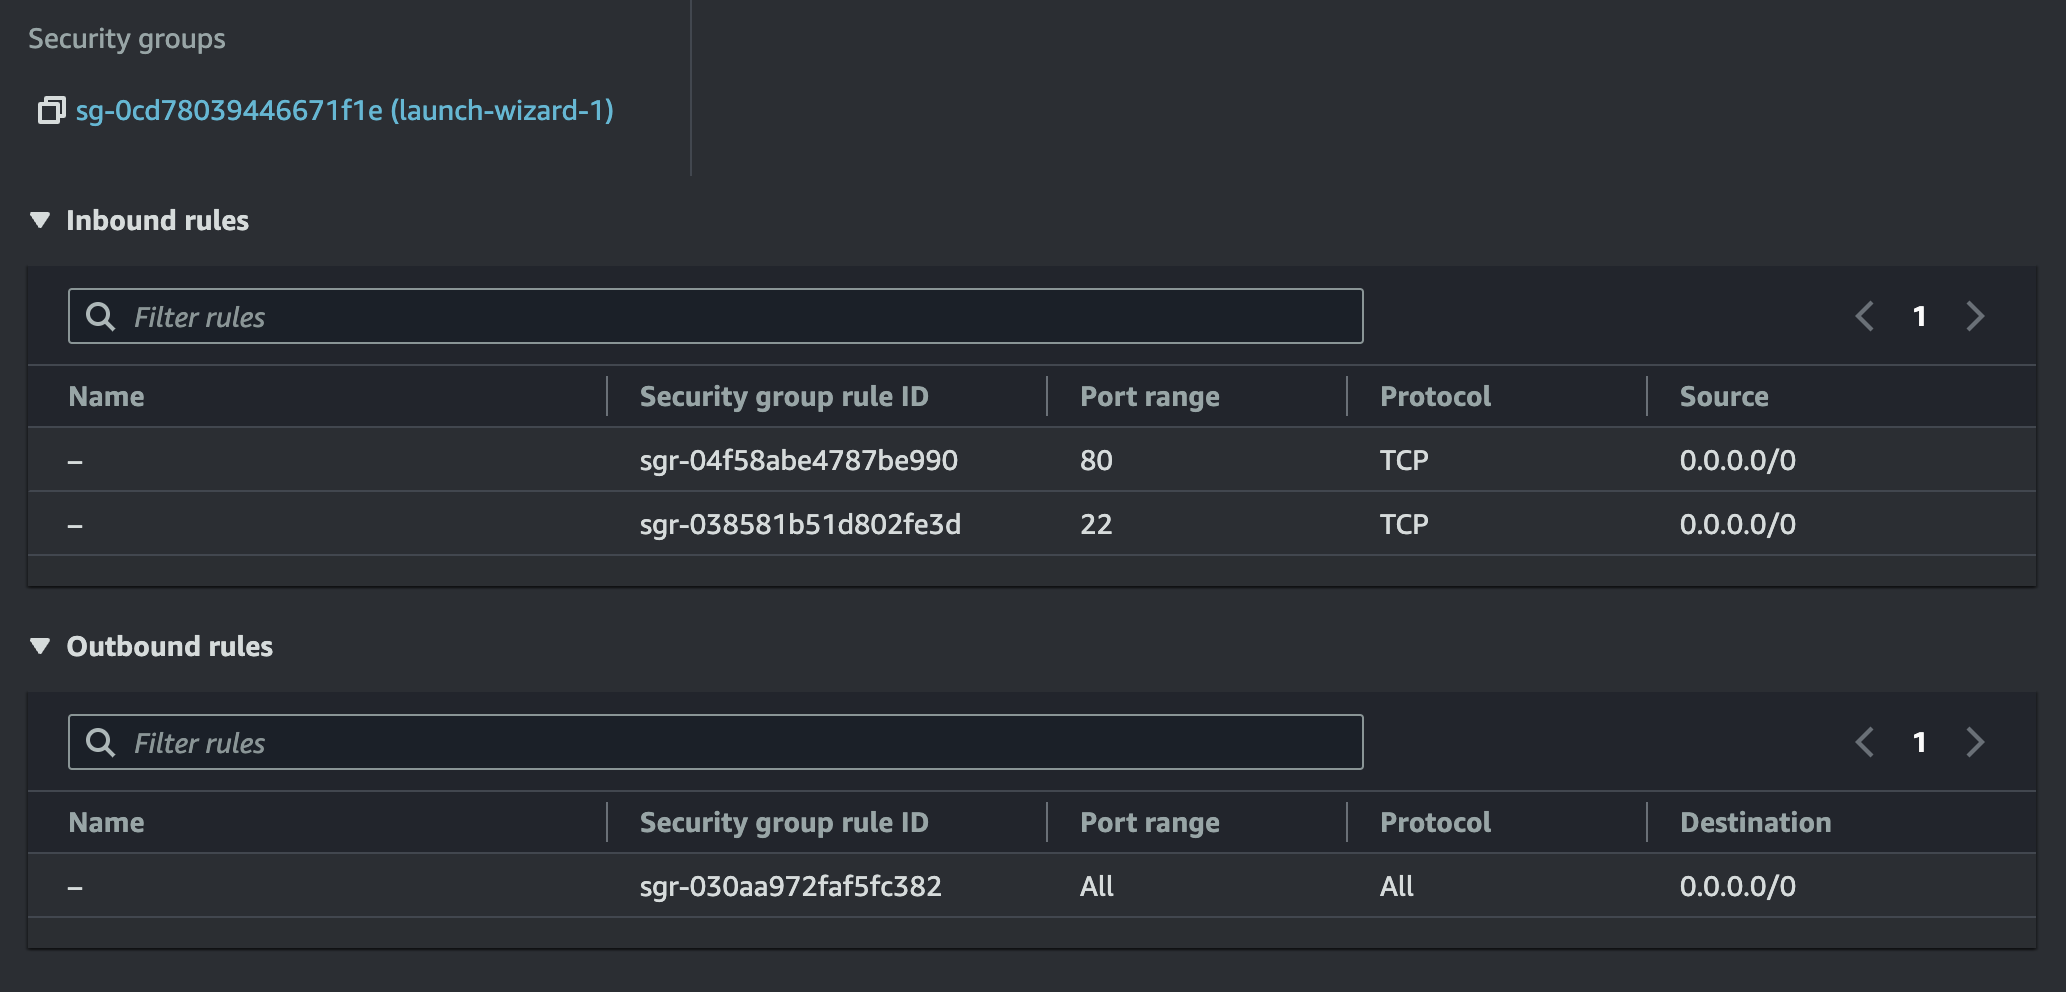 Security groups
sg-0cd78039446671f1e (launch-wizard-1)
Inbound rules
Filter rules
1
Name Security group rule ID Port range Protocol Source
– sgr-04f58abe4787be990 80 TCP 0.0.0.0/0
– sgr-038581b51d802fe3d 22 TCP 0.0.0.0/0
Outbound rules
Filter rules
1
Name Security group rule ID Port range Protocol Destination
– sgr-030aa972faf5fc382 All All 0.0.0.0/0